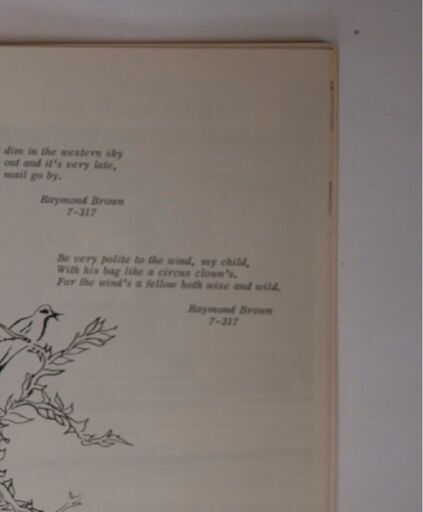 dim in the western sky
out and it's very late,
mail go by.
Raymond Brown
7-317
Be very polite to the wind, my child,
With his bag like a circus clown's.
For the wind's a fellow both wise and wild.
Raymond Brown
7-317